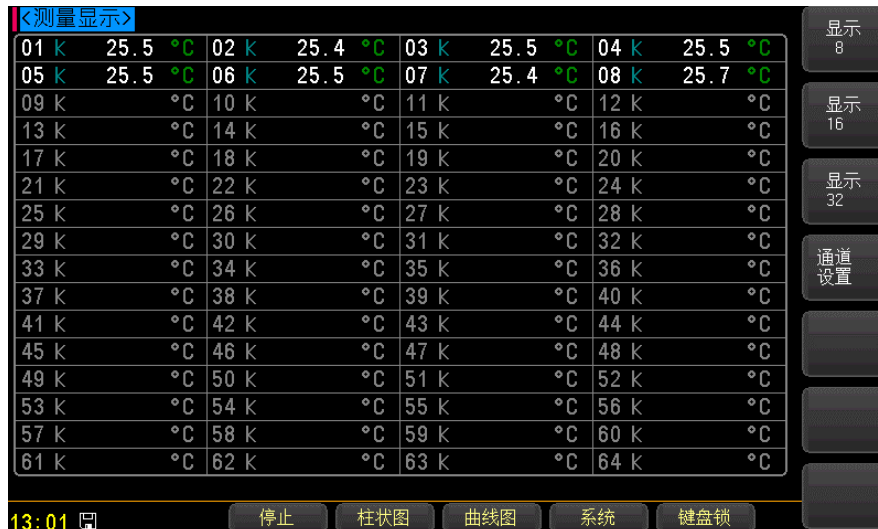 <测量显示>
01 K 25.5 °C 02 K 25.4 °C 03 K 25.5 °C 04 K 25.5 °C
05 K 25.5 °C 06 K 25.5 °C 07 K 25.4 °C 08 K 25.7 °C
09 K °C 10 K °C 11 K °C 12 K °C
13 K °C 14 K °C 15 K °C 16 K °C
17 K °C 18 K °C 19 K °C 20 K °C
21 K °C 22 K °C 23 K °C 24 K °C
25 K °C 26 K °C 27 K °C 28 K °C
29 K °C 30 K °C 31 K °C 32 K °C
33 K °C 34 K °C 35 K °C 36 K °C
37 K °C 38 K °C 39 K °C 40 K °C
41 K °C 42 K °C 43 K °C 44 K °C
45 K °C 46 K °C 47 K °C 48 K °C
49 K °C 50 K °C 51 K °C 52 K °C
53 K °C 54 K °C 55 K °C 56 K °C
57 K °C 58 K °C 59 K °C 60 K °C
61 K °C 62 K °C 63 K °C 64 K °C
显示
8
显示
16
显示
32
通道
设置
13:01 停止 柱状图 曲线图 系统 键盘锁